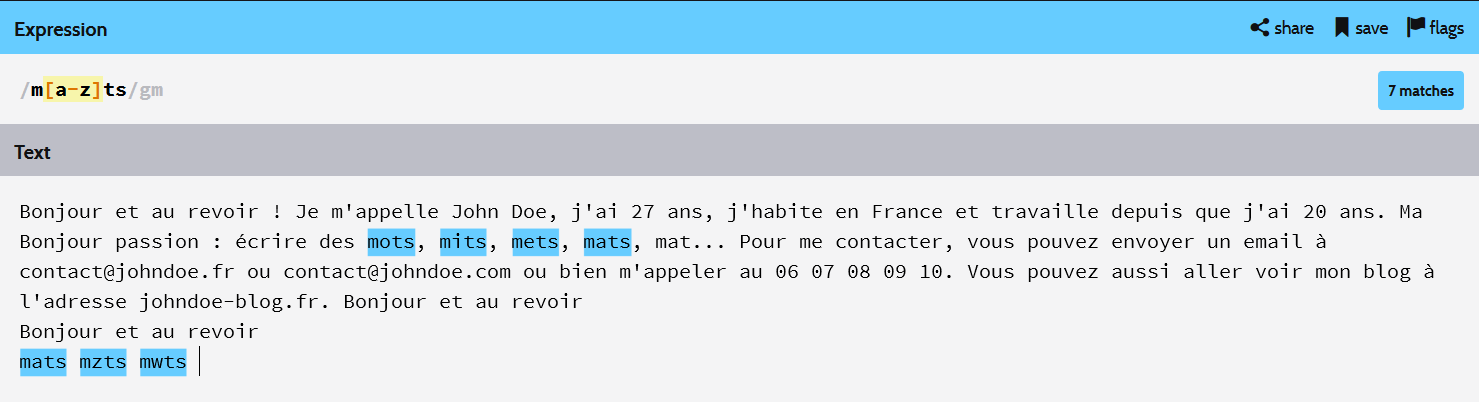 Expression share save flags
/m[a-z]ts/gm 7 matches
Text
Bonjour et au revoir ! Je m'appelle John Doe, j'ai 27 ans, j'habite en France et travaille depuis que j'ai 20 ans. Ma
Bonjour passion : écrire des mots, mits, mets, mats, mat... Pour me contacter, vous pouvez envoyer un email à
contact@johndoe.fr ou contact@johndoe.com ou bien m'appeler au 06 07 08 09 10. Vous pouvez aussi aller voir mon blog à
l'adresse johndoe-blog.fr. Bonjour et au revoir
Bonjour et au revoir
mats mzts mwts